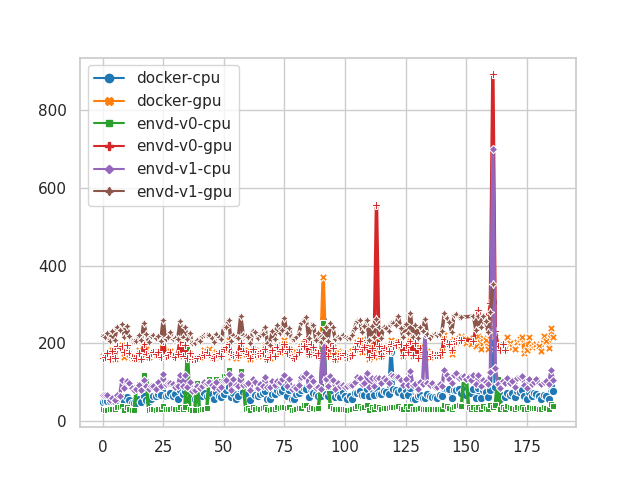 docker-cpu
docker-gpu
envd-v0-cpu
envd-v0-gpu
envd-v1-cpu
envd-v1-gpu
800
600
400
200
0
0 25 50 75 100 125 150 175